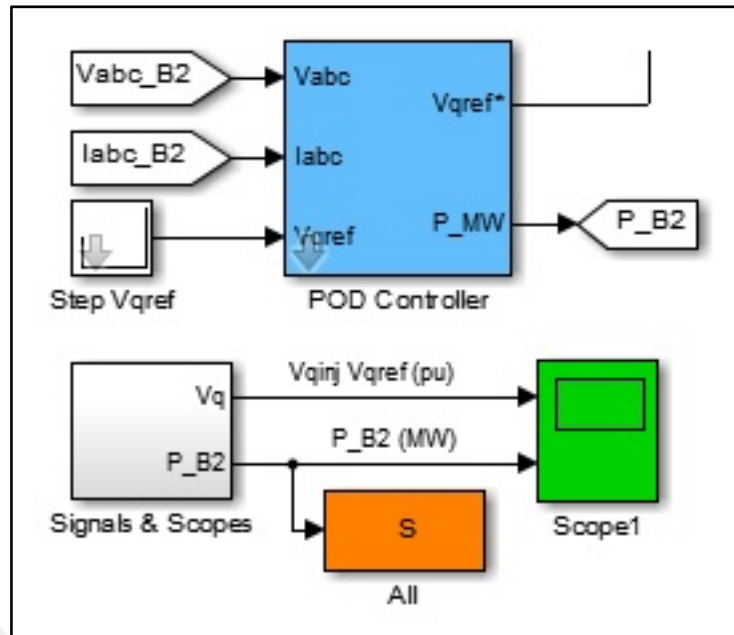 Vabc_B2
Vabc
Vqref*
Iabc_B2
Iabc
Vqref
P_MW
P_B2
Step Vqref
POD Controller
Vqinj Vqref (pu)
Vq
P_B2 (MW)
P_B2
Signals & Scopes
S
Scope1
All